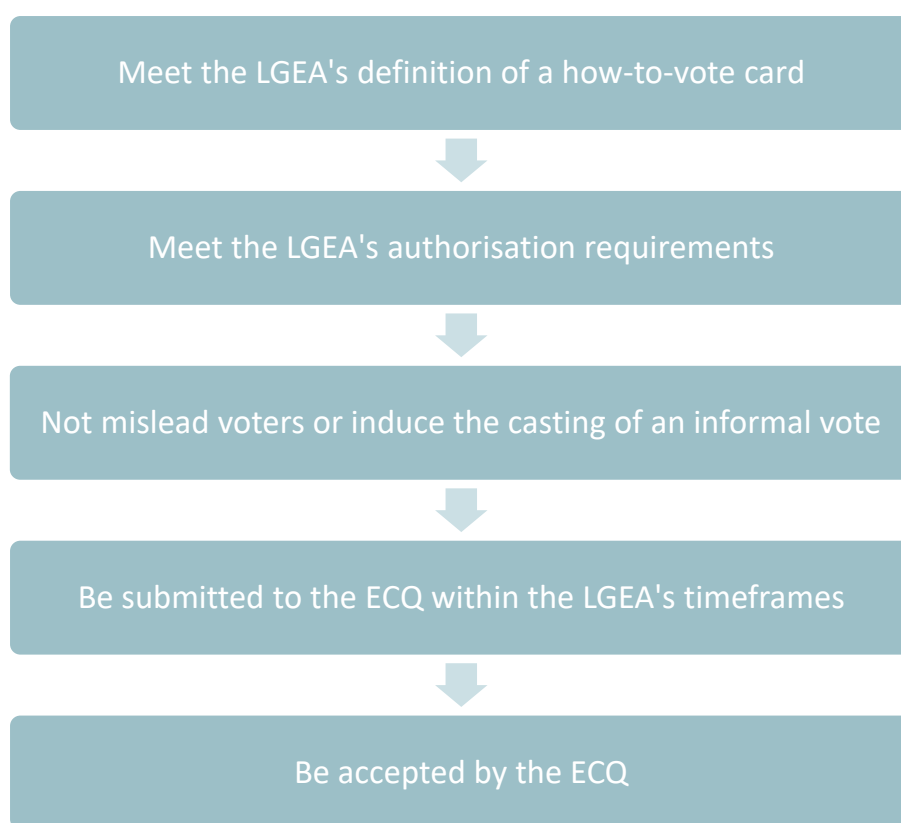 Meet the LGEA's definition of a how-to-vote card
Meet the LGEA's authorisation requirements
Not mislead voters or induce the casting of an informal vote
Be submitted to the ECQ within the LGEA's timeframes
Be accepted by the ECQ